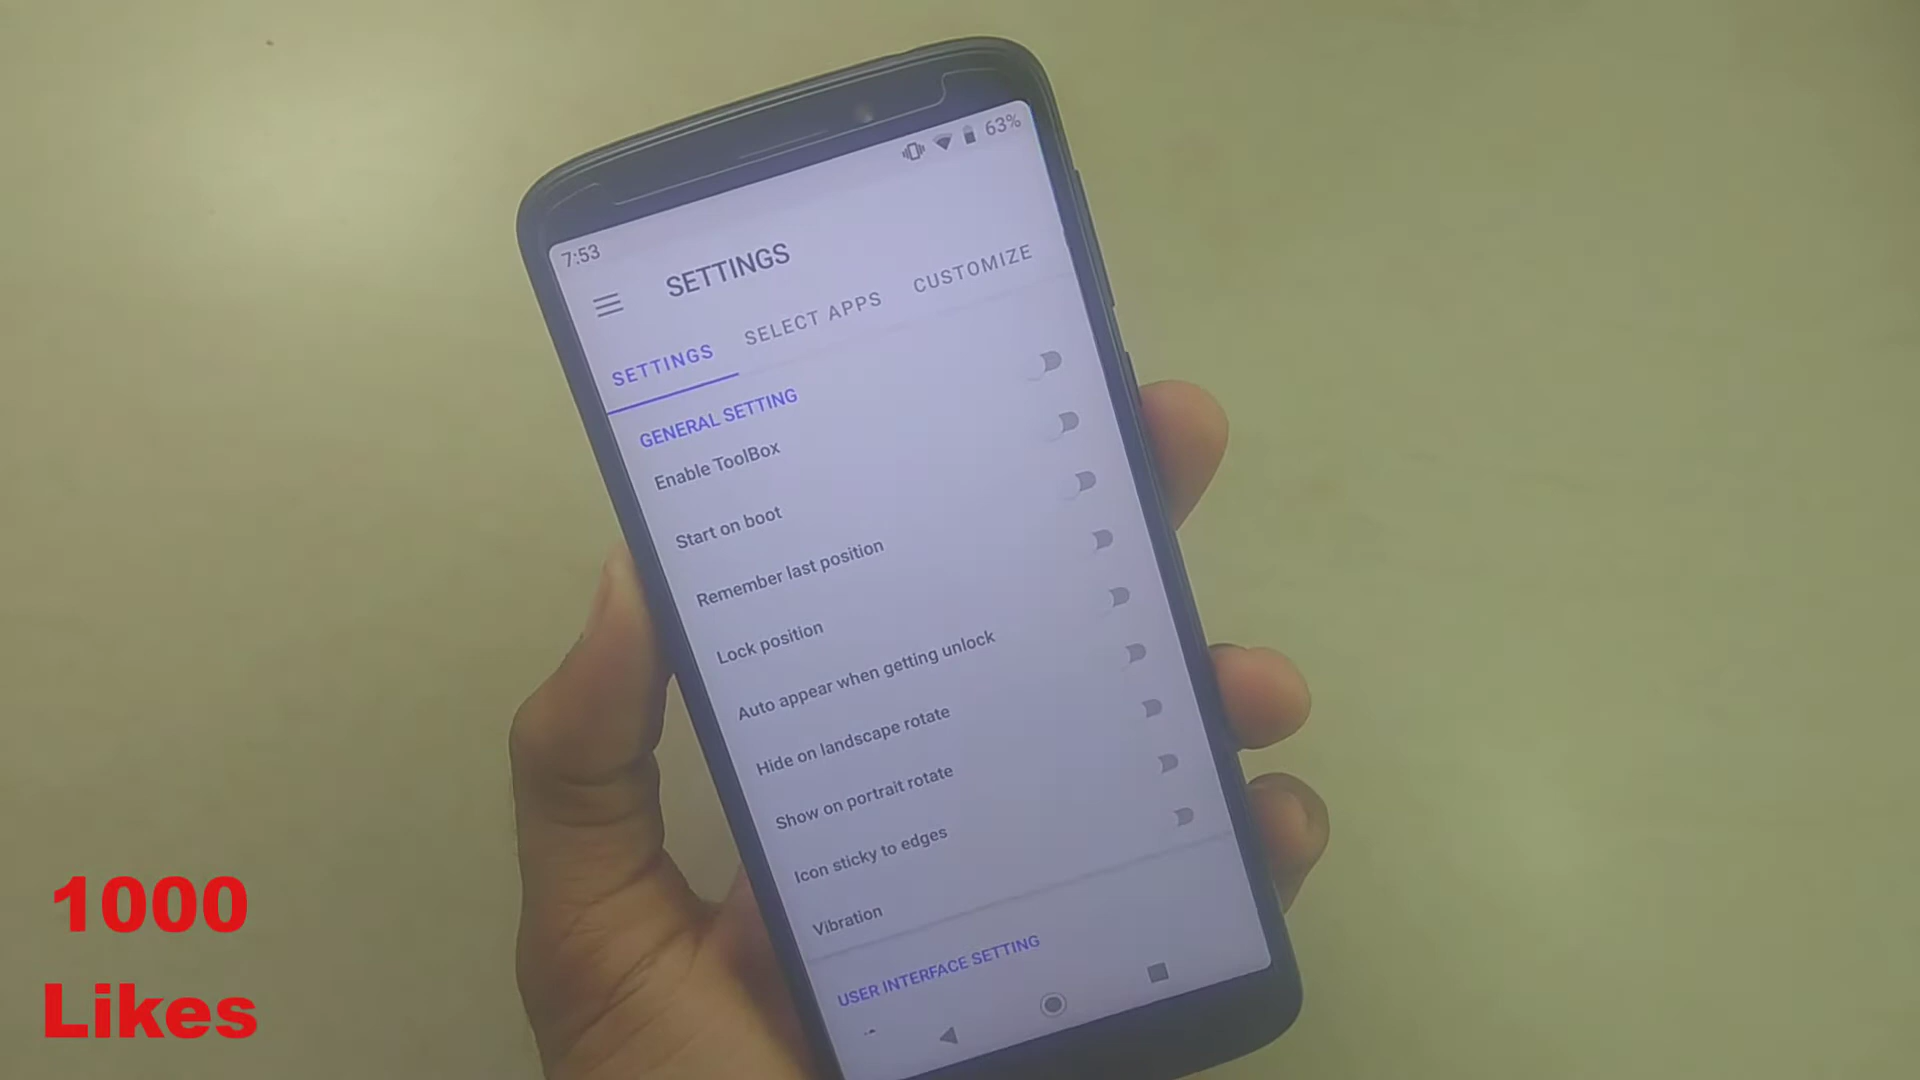 7:53
63%
SETTINGS
SETTINGS
SELECT APPS
CUSTOMIZE
GENERAL SETTING
Enable ToolBox
Start on boot
Remember last position
Lock position
Auto appear when getting unlock
Hide on landscape rotate
Show on portrait rotate
Icon sticky to edges
Vibration
USER INTERFACE SETTING
1000
Likes